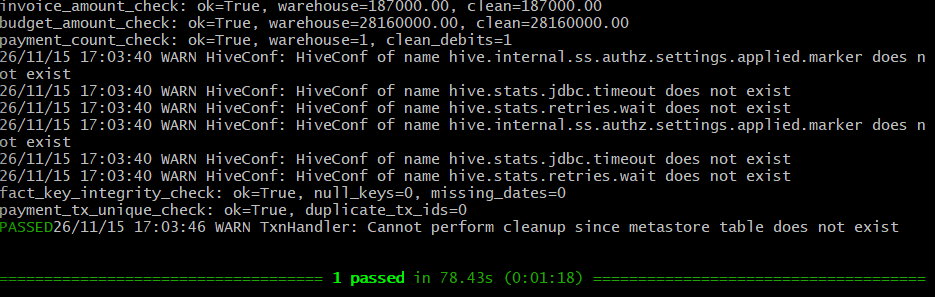 invoice_amount_check: ok=True, warehouse=187000.00, clean=187000.00
budget_amount_check: ok=True, warehouse=28160000.00, clean=28160000.00
payment_count_check: ok=True, warehouse=1, clean_debits=1
26/11/15 17:03:40 WARN HiveConf: HiveConf of name hive.internal.ss.authz.settings.applied.marker does n
ot exist
26/11/15 17:03:40 WARN HiveConf: HiveConf of name hive.stats.jdbc.timeout does not exist
26/11/15 17:03:40 WARN HiveConf: HiveConf of name hive.stats.retries.wait does not exist
26/11/15 17:03:40 WARN HiveConf: HiveConf of name hive.internal.ss.authz.settings.applied.marker does n
ot exist
26/11/15 17:03:40 WARN HiveConf: HiveConf of name hive.stats.jdbc.timeout does not exist
26/11/15 17:03:40 WARN HiveConf: HiveConf of name hive.stats.retries.wait does not exist
fact_key_integrity_check: ok=True, null_keys=0, missing_dates=0
payment_tx_unique_check: ok=True, duplicate_tx_ids=0
PASSED26/11/15 17:03:46 WARN TxnHandler: Cannot perform cleanup since metastore table does not exist
==================================== 1 passed in 78.43s (0:01:18) =====================================